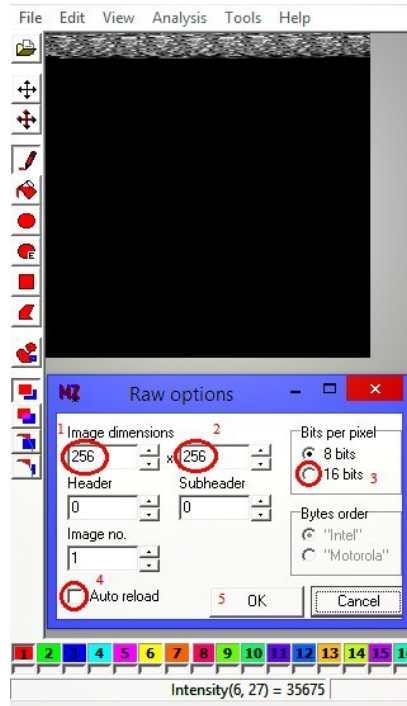 File Edit View Analysis Tools Help
MZ Raw options
1 Image dimensions 2 Bits per pixel
256 x 256 8 bits
16 bits 3
Header Subheader
0 0 Bytes order
Image no. "Intel"
1 "Motorola"
4
Auto reload 5 OK Cancel
1 2 3 4 5 6 7 8 9 10 11 12 13 14 15
Intensity(6, 27) = 35675